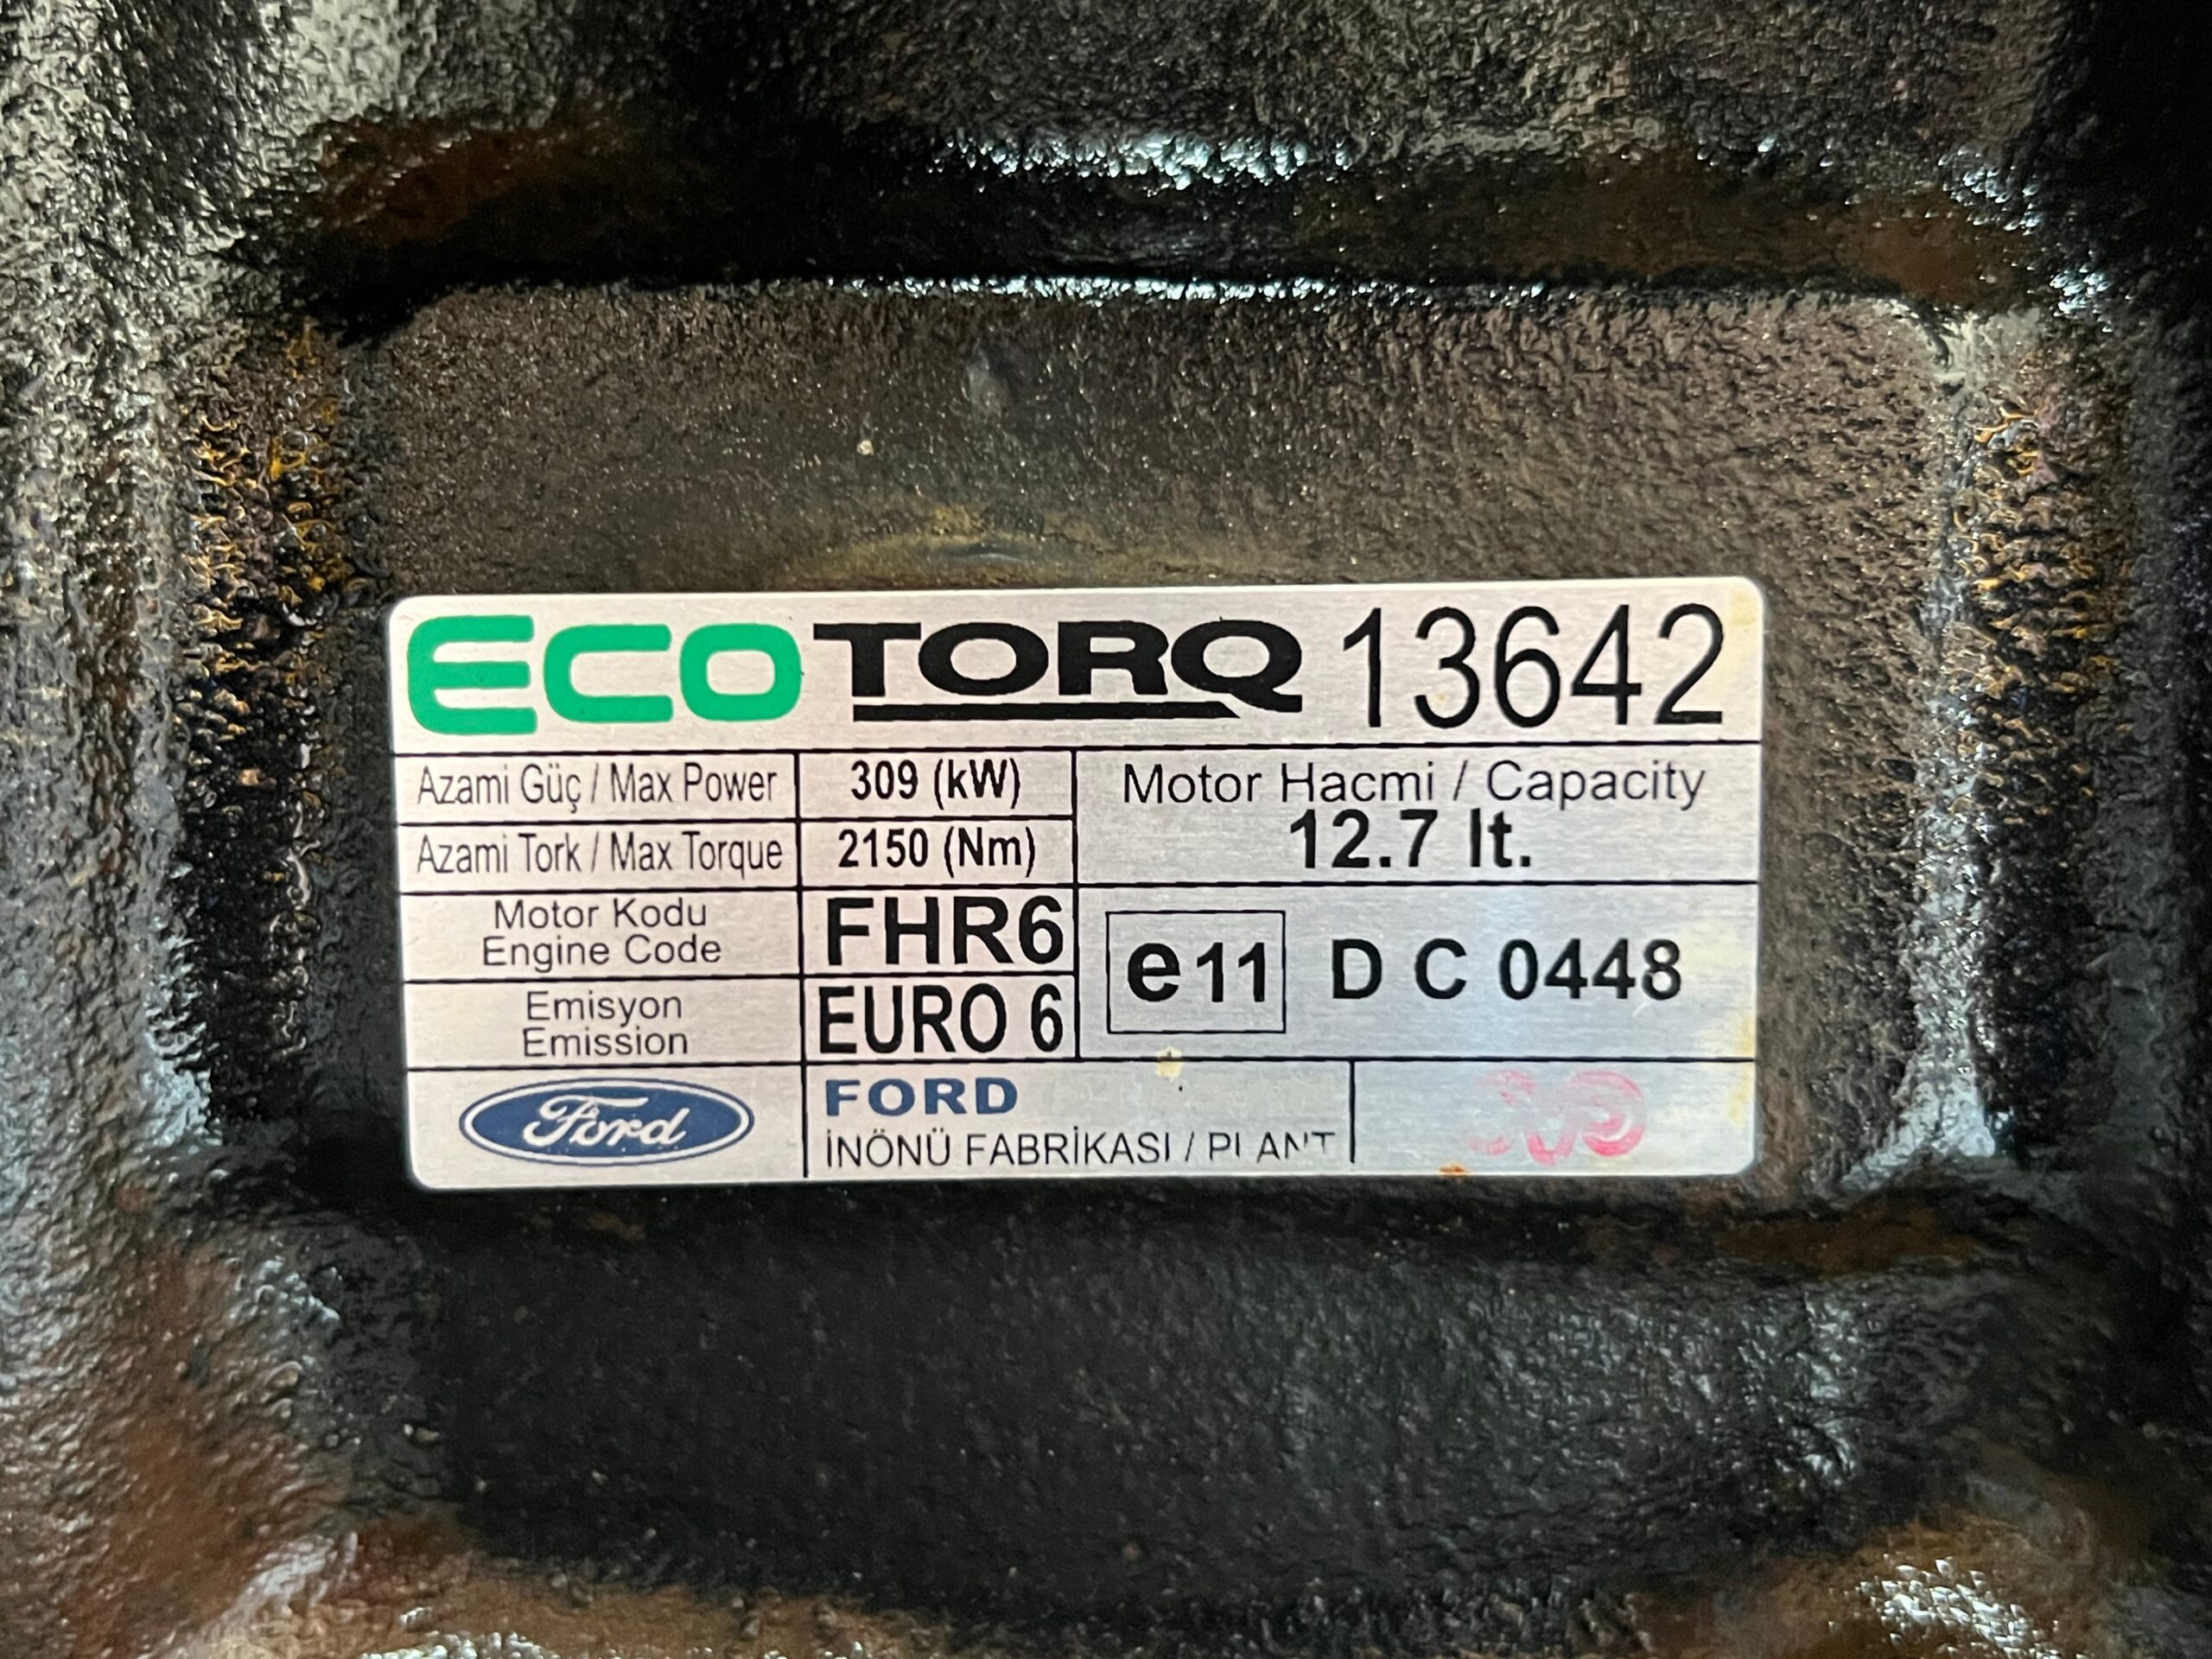 ECOTORQ 13642
Azami Güç / Max Power 309 (kW)
Azami Tork / Max Torque 2150 (Nm)
Motor Hacmi / Capacity
12.7 lt.
Motor Kodu
Engine Code
FHR6
Emisyon
Emission
EURO 6
e11 D C 0448
Ford
FORD
İNÖNÜ FABRİKASI / PLANT